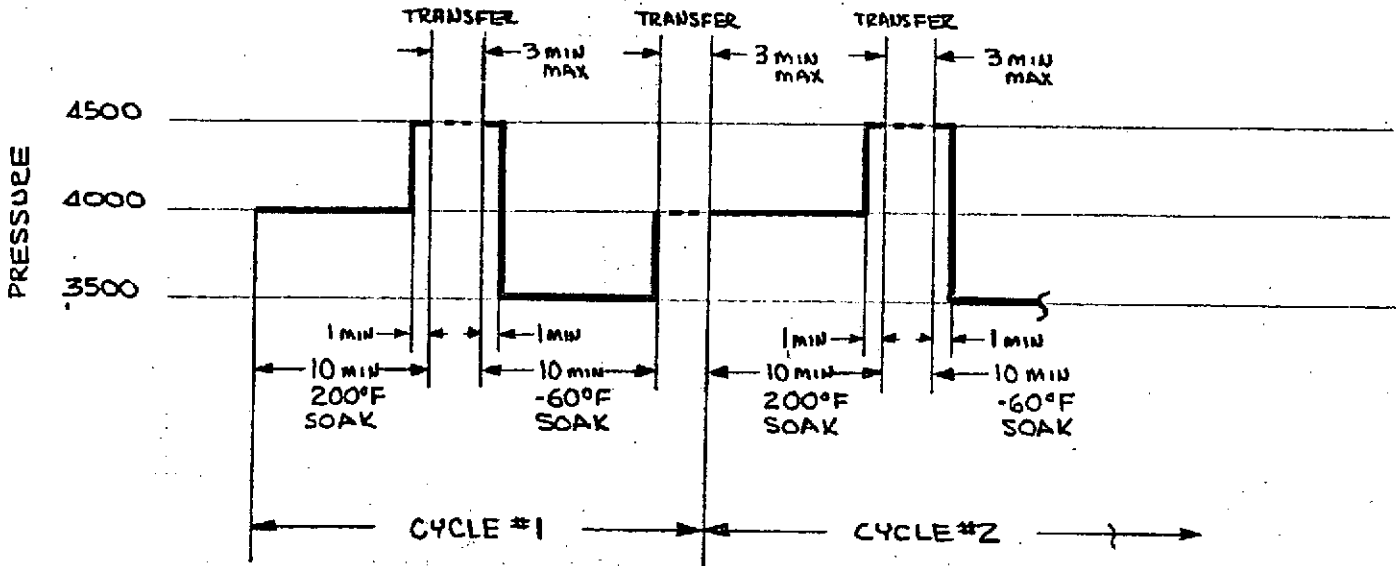 TRANSFER TRANSFER TRANSFER
3 MIN MAX
3 MIN MAX
3 MIN MAX
PRESSURE
4500
4000
3500
1 MIN 1 MIN 1 MIN 1 MIN
10 MIN 200°F SOAK
10 MIN -60°F SOAK
10 MIN 200°F SOAK
10 MIN -60°F SOAK
CYCLE #1 CYCLE #2